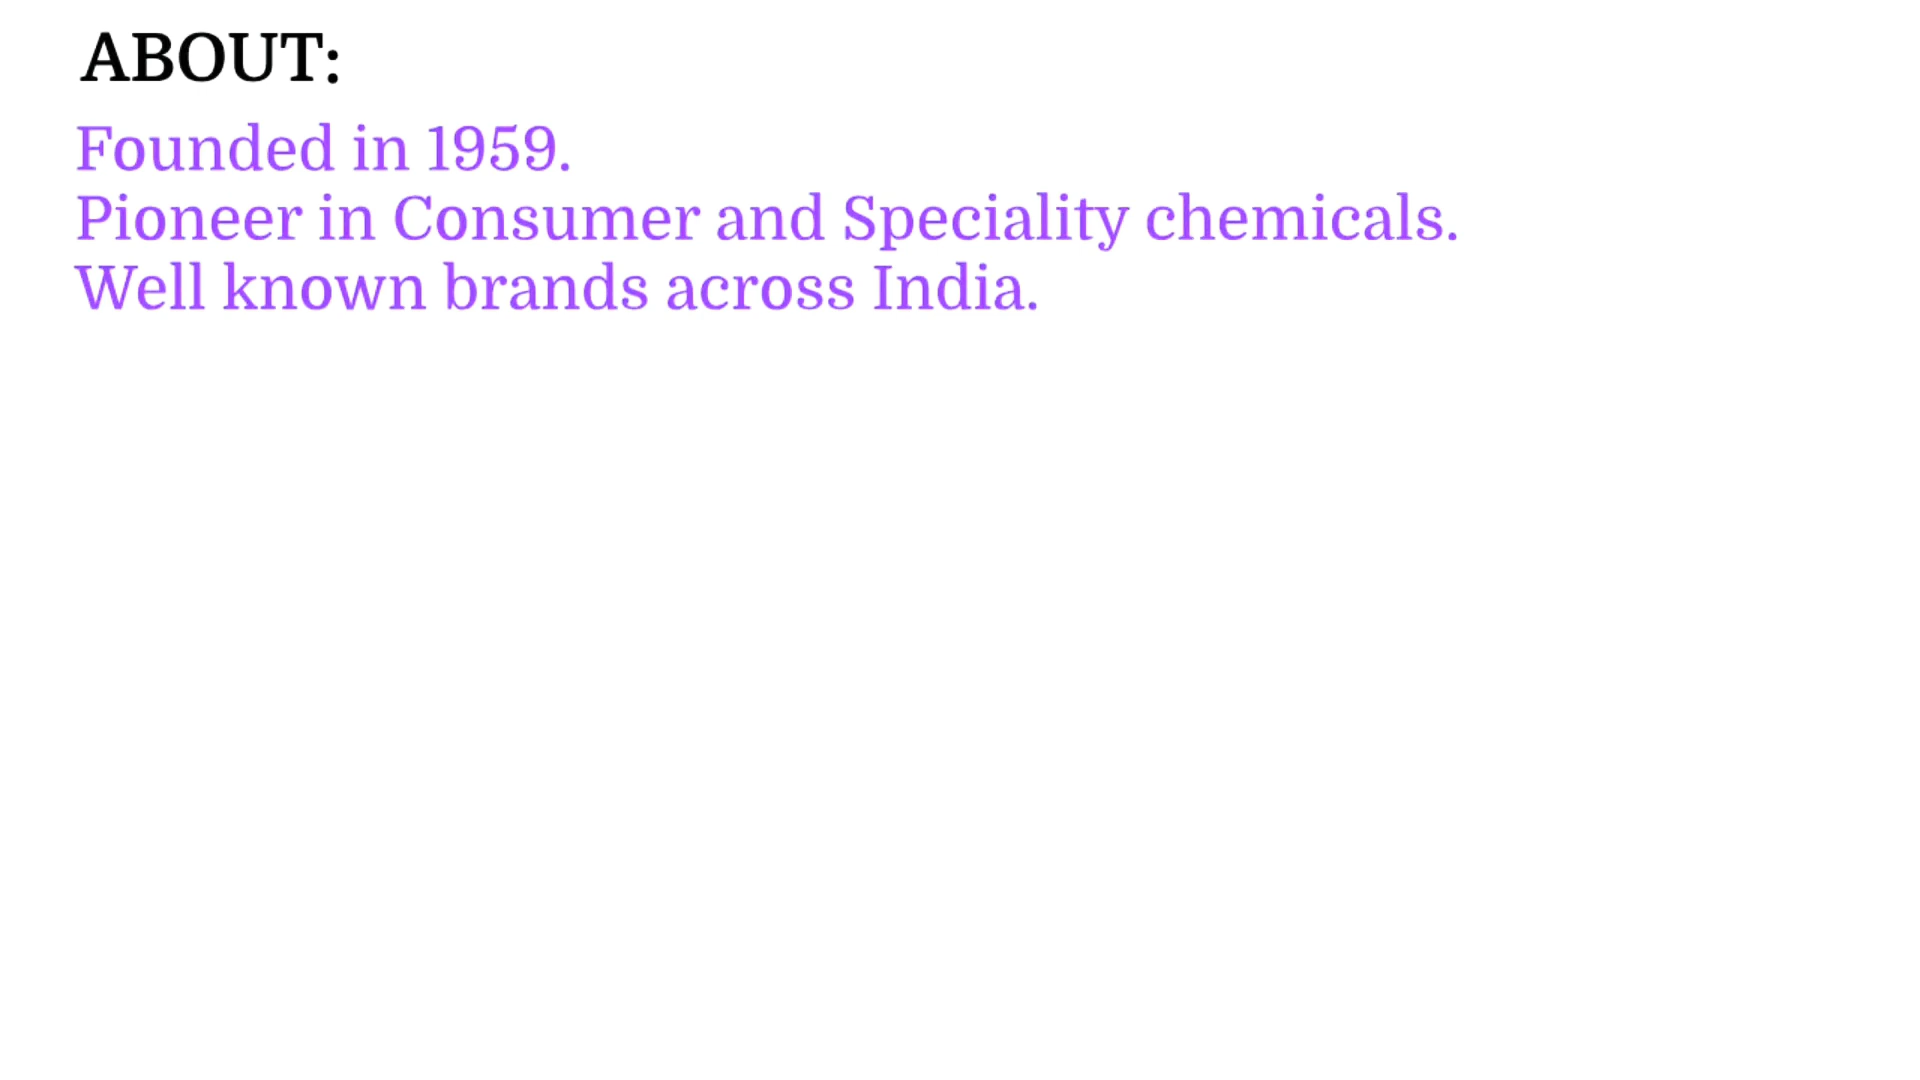 ABOUT:
Founded in 1959.
Pioneer in Consumer and Speciality chemicals.
Well known brands across India.